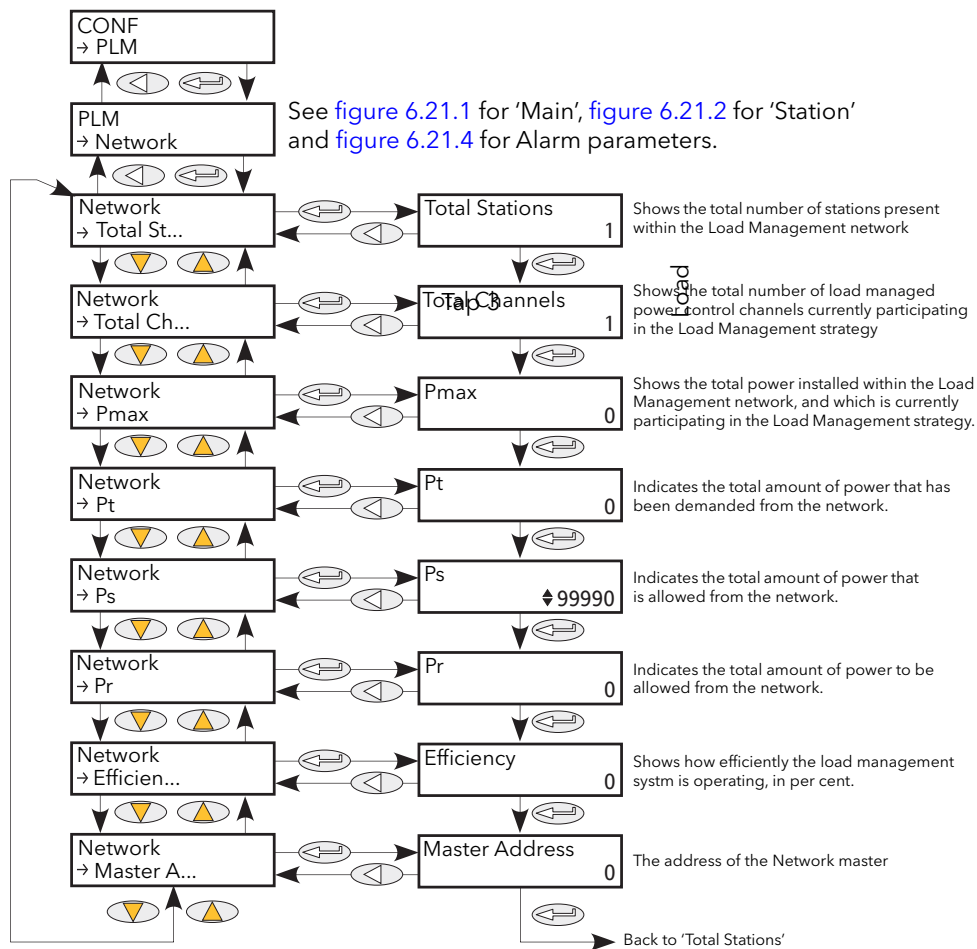 CONF
→ PLM
PLM
→ Network
See figure 6.21.1 for 'Main', figure 6.21.2 for 'Station'
and figure 6.21.4 for Alarm parameters.
Network
→ Total St...
Total Stations
1
Shows the total number of stations present
within the Load Management network
Network
→ Total Ch...
Total Channels
1
Tap 3
Load
Shows the total number of load managed
power control channels currently participating
in the Load Management strategy
Network
→ Pmax
Pmax
0
Shows the total power installed within the Load
Management network, and which is currently
participating in the Load Management strategy.
Network
→ Pt
Pt
0
Indicates the total amount of power that has
been demanded from the network.
Network
→ Ps
Ps
99990
Indicates the total amount of power that
is allowed from the network.
Network
→ Pr
Pr
0
Indicates the total amount of power to be
allowed from the network.
Network
→ Efficien...
Efficiency
0
Shows how efficiently the load management
systm is operating, in per cent.
Network
→ Master A...
Master Address
0
The address of the Network master
Back to 'Total Stations'